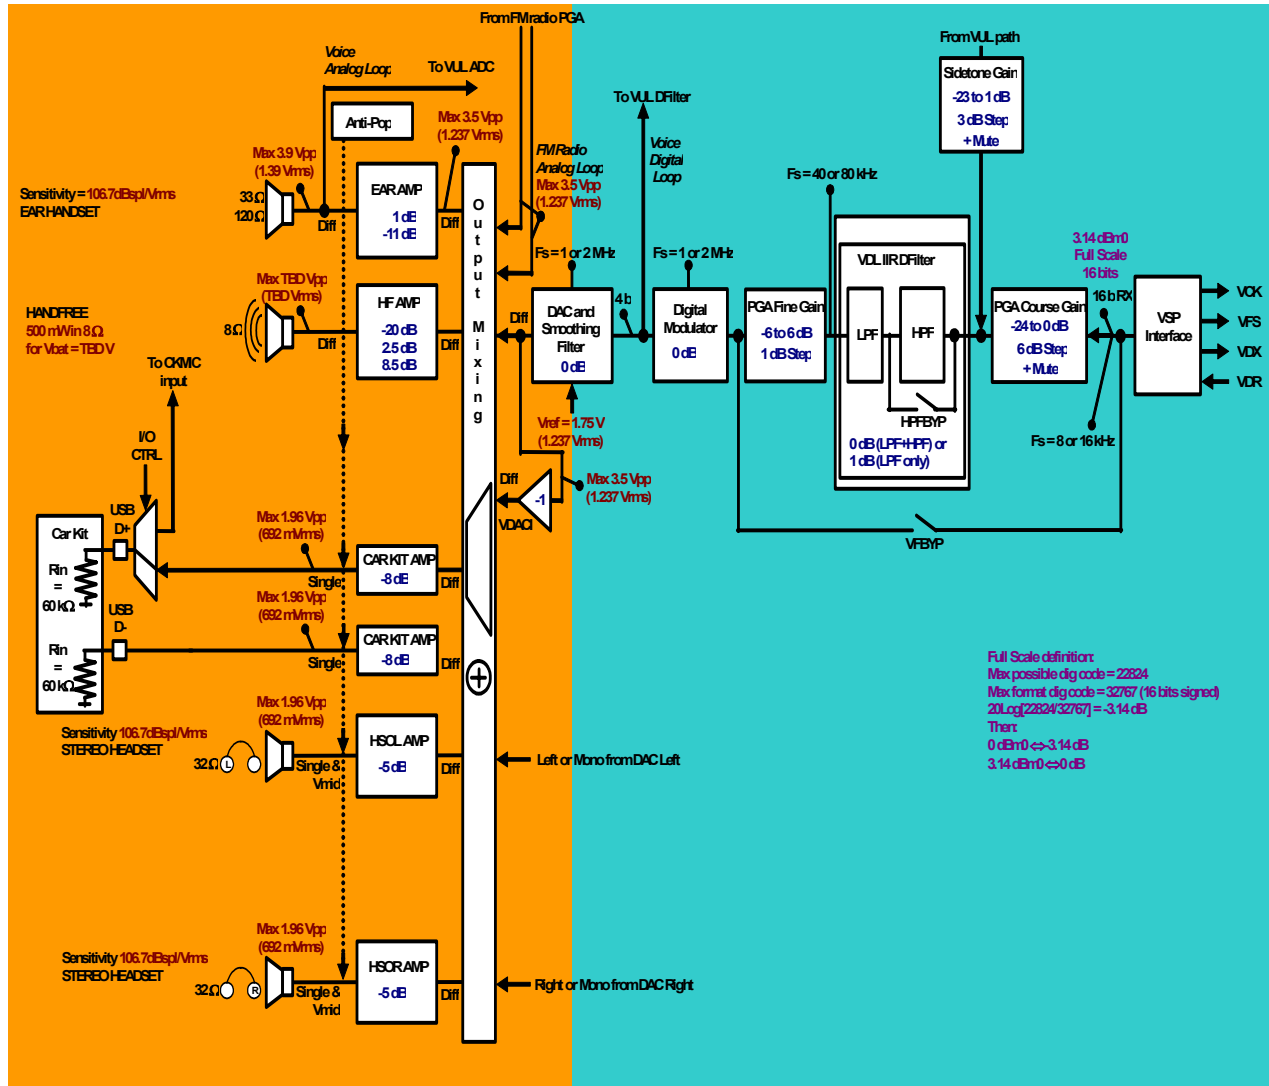 From FM radio PGA
Voice
Analog Loop
To VUL ADC
Anti-Pop
Max 3.5 Vpp
(1.237 Vrms)
Max 3.9 Vpp
(1.39 Vrms)
Sensitivity = 106.7dBspl/Vrms
EAR HANDSET
33Ω
120Ω
Diff
EAR AMP
1 dB
-11 dB
Diff
Output Mixing
FM Radio
Analog Loop
Max 3.5 Vpp
(1.237 Vrms)
To VUL DFilter
Voice
Digital
Loop
From VUL path
Sidetone Gain
-23 to 1 dB
3 dB Step
+ Mute
Fs = 40 or 80 kHz
Fs = 1 or 2 MHz
Fs = 1 or 2 MHz
3.14 dBm0
Full Scale
16 bits
16 b RX
Max TBD Vpp
(TBD Vrms)
HANDFREE
500 mW in 8 Ω
for Vbat = TBD V
8Ω
Diff
HF AMP
-20 dB
2.5 dB
8.5 dB
Diff
Diff
DAC and
Smoothing
Filter
0 dB
4 b
Digital
Modulator
0 dB
PGA Fine Gain
-6 to 6 dB
1 dB Step
VDL IIR DFilter
LPF
HPF
HPFBYP
0 dB (LPF+HPF) or
1 dB (LPF only)
PGA Course Gain
-24 to 0 dB
6 dB Step
+ Mute
Fs = 8 or 16 kHz
VSP
Interface
VCK
VFS
VDX
VDR
To CKMIC
input
I/O
CTRL
Vref = 1.75 V
(1.237 Vrms)
Diff
VDACI
-1
Max 3.5 Vpp
(1.237 Vrms)
VFBYP
Car Kit
USB
D+
Rin
=
60 kΩ
Max 1.96 Vpp
(692 mVrms)
Single
CAR KIT AMP
-8 dB
Diff
USB
D-
Rin
=
60 kΩ
Max 1.96 Vpp
(692 mVrms)
Single
CAR KIT AMP
-8 dB
Diff
Full Scale definition:
Max possible dig code = 22824
Max format dig code = 32767 (16 bits signed)
20Log[22824/32767] = -3.14 dB
Then:
0 dBm0 ⇔ -3.14 dB
3.14 dBm0 ⇔ 0 dB
Max 1.96 Vpp
(692 mVrms)
Sensitivity 106.7dBspl/Vrms
STEREO HEADSET
32Ω
L
Single &
Vmid
HSOL AMP
-5 dB
Diff
Left or Mono from DAC Left
Max 1.96 Vpp
(692 mVrms)
Sensitivity 106.7dBspl/Vrms
STEREO HEADSET
32Ω
R
Single &
Vmid
HSOR AMP
-5 dB
Diff
Right or Mono from DAC Right